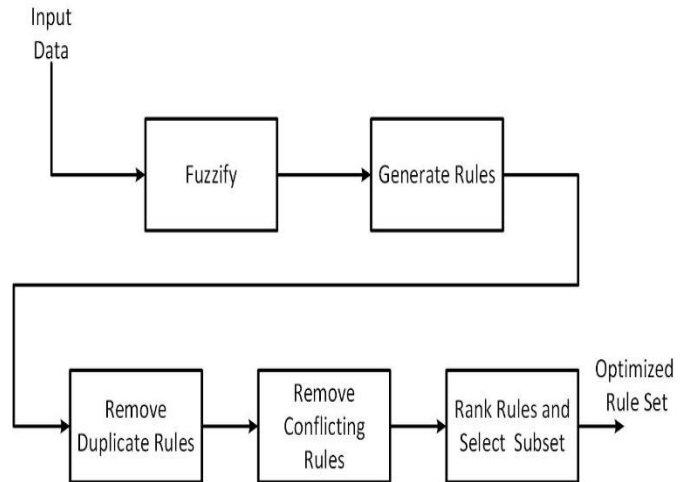 Input
Data
Fuzzify
Generate Rules
Remove
Duplicate Rules
Remove
Conflicting
Rules
Rank Rules and
Select Subset
Optimized
Rule Set